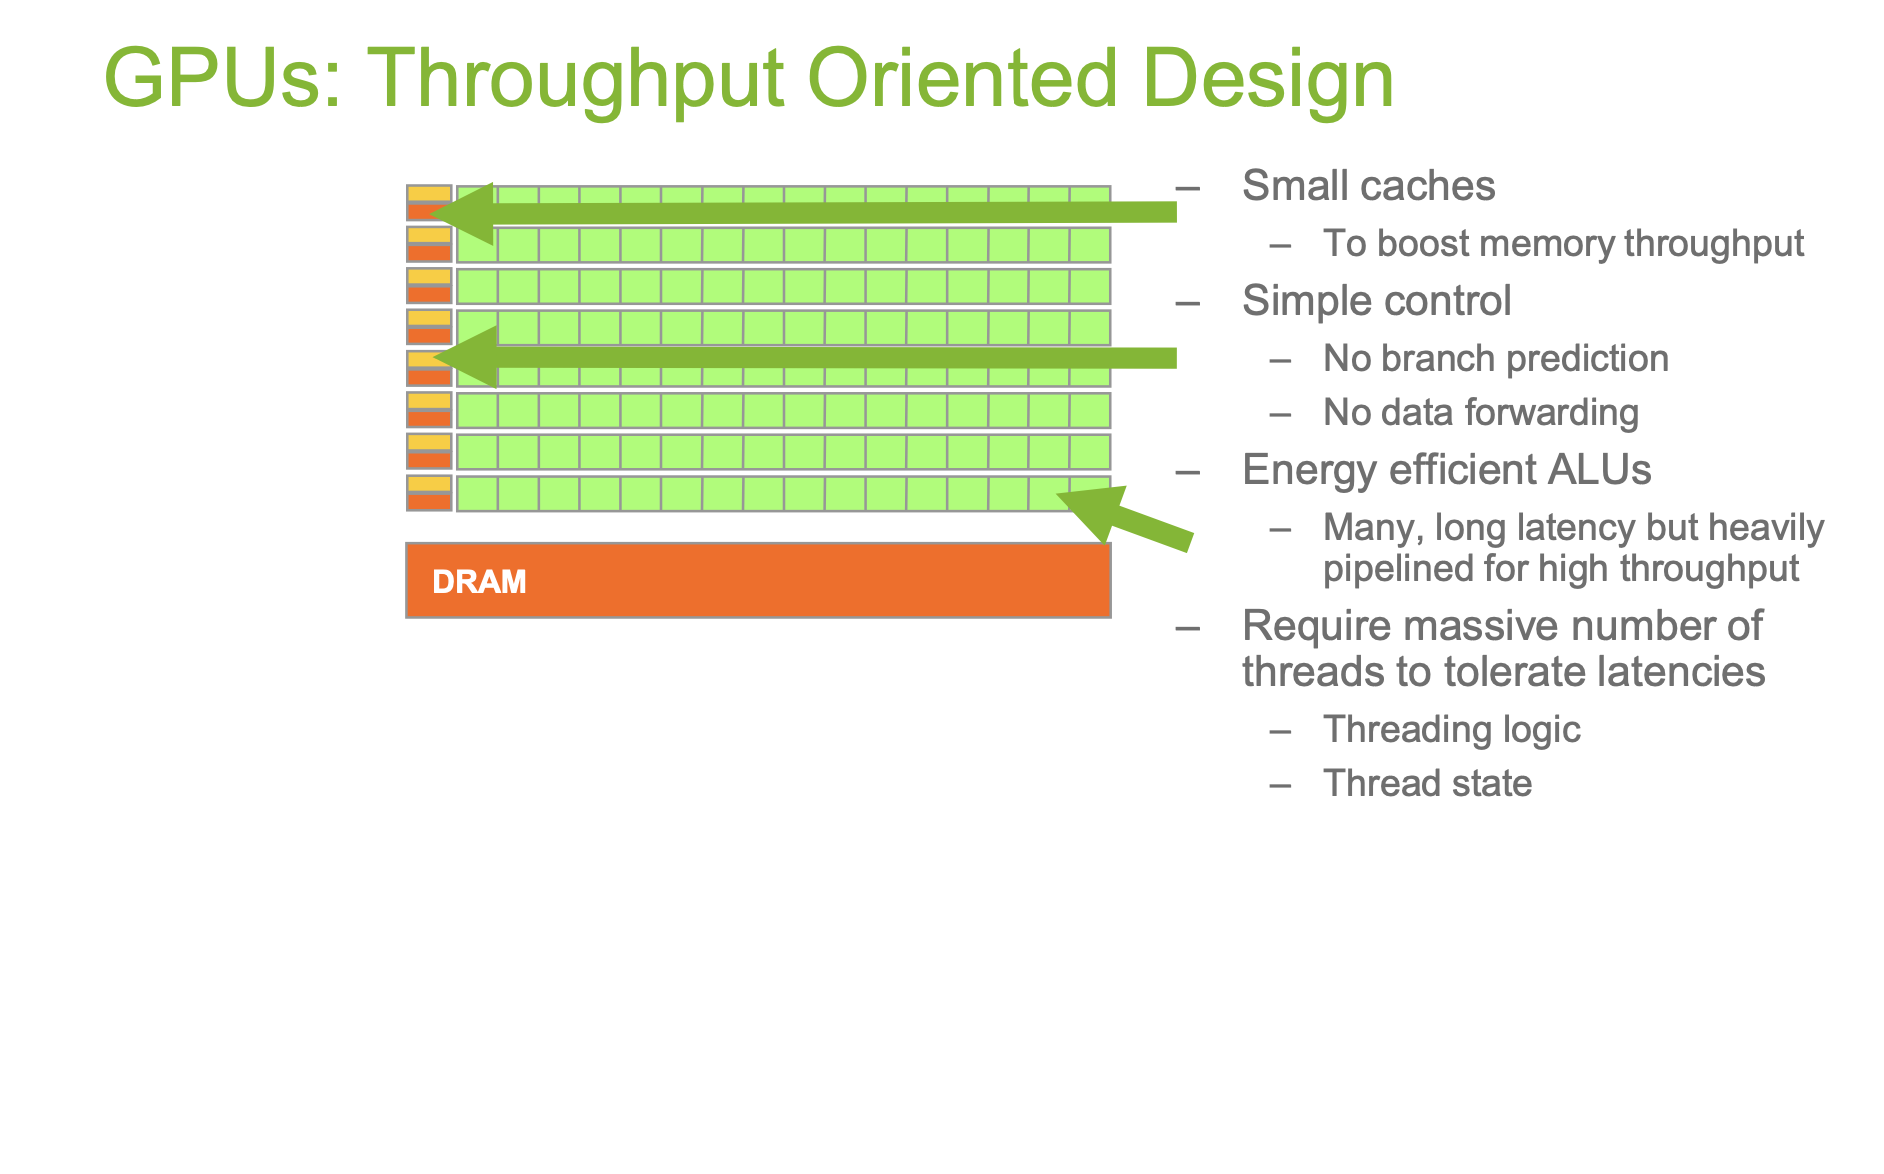 GPUs: Throughput Oriented Design
– Small caches
– To boost memory throughput
– Simple control
– No branch prediction
– No data forwarding
– Energy efficient ALUs
– Many, long latency but heavily
pipelined for high throughput
– Require massive number of
threads to tolerate latencies
– Threading logic
– Thread state
DRAM